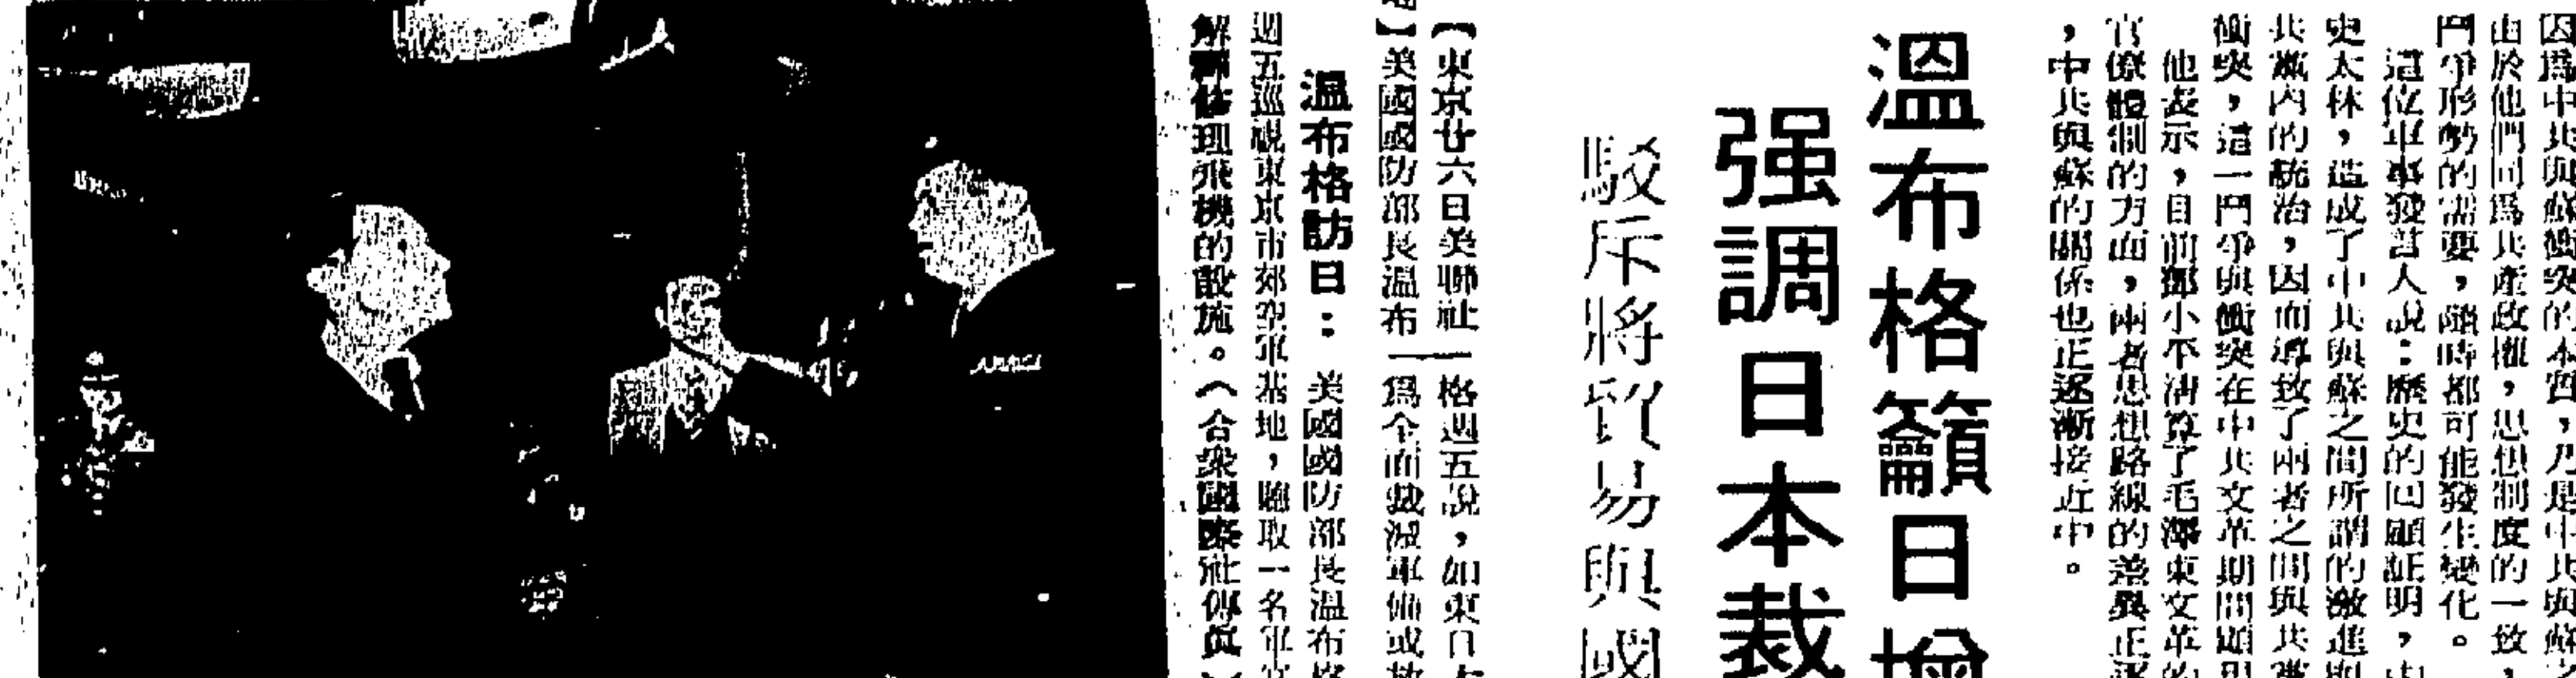 因爲中共與蘇衝突的本質，乃是中共與蘇
由於他們同爲共產政權，思想制度的一致，
鬥爭形勢的需要，隨時都可能發生變化。
這位軍事發言人說：歷史的回顧証明，由
史太林，造成了中共與蘇之間所謂的激進
共黨內的統治，因而導致了兩者之間與共黨
衝突，這一鬥爭與衝突在中共文革期間
他表示，目前鄧小平清算了毛澤東文革的
官僚體制的方面，兩者思想路線的差異正逐
，中共與蘇的關係也正逐漸接近中。
溫布格籲日增
强調日本裁
駁斥將貿易與國
【東京廿六日美聯社
】美國國防部長溫布
格週五說，如東日本
爲全面裁減軍備或放
溫布格訪日：美國國防部長溫布格
週五巡視東京市郊空軍基地，聽取一名軍官
解釋修理飛機的設施。（合衆國際社傳眞）